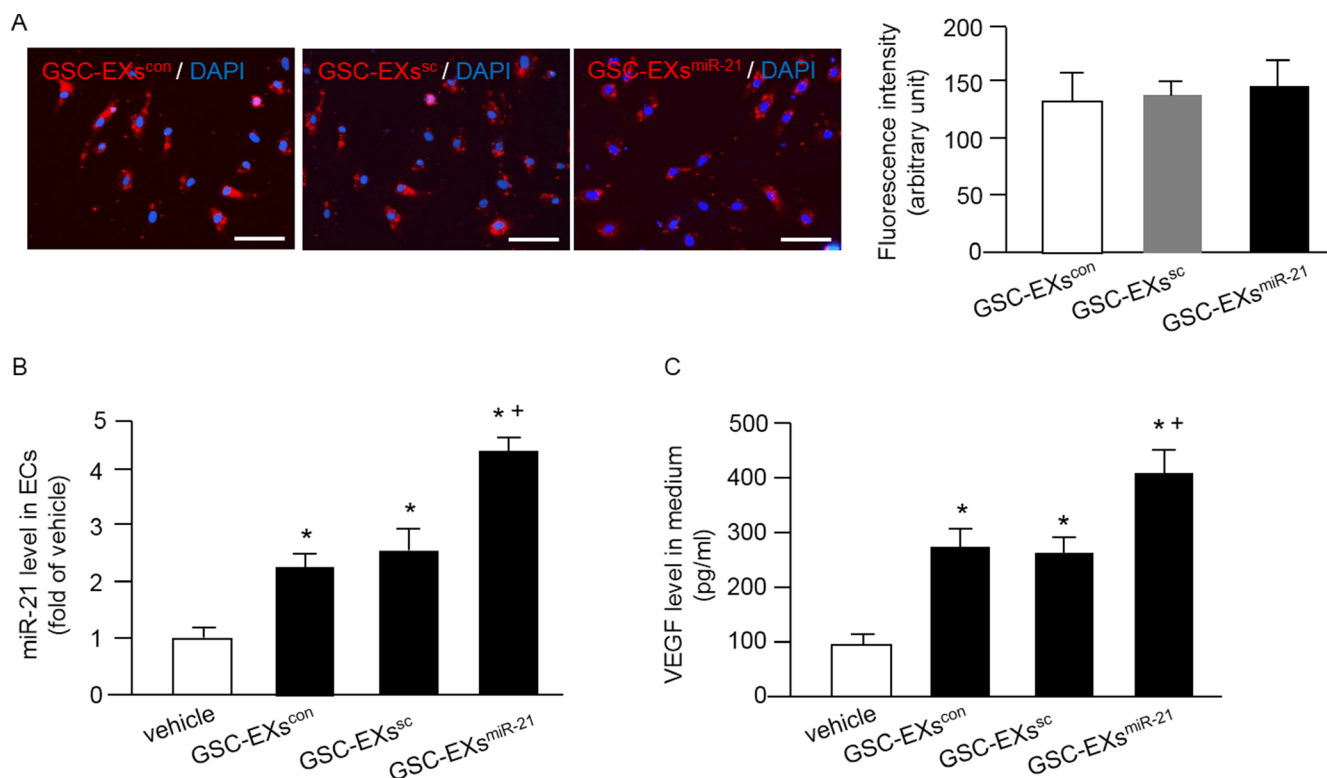 A
GSC-EXsᶜᵒⁿ / DAPI
GSC-EXsˢᶜ / DAPI
GSC-EXsᵐⁱᴿ⁻²¹/DAPI
Fluorescence intensity
(arbitrary unit)
200
150
100
50
0
GSC-EXsᶜᵒⁿ
GSC-EXsˢᶜ
GSC-EXsᵐⁱᴿ⁻²¹
B
miR-21 level in ECs
(fold of vehicle)
5
4
3
2
1
0
*
*
* +
vehicle
GSC-EXsᶜᵒⁿ
GSC-EXsˢᶜ
GSC-EXsᵐⁱᴿ⁻²¹
C
VEGF level in medium
(pg/ml)
500
400
300
200
100
0
*
*
* +
vehicle
GSC-EXsᶜᵒⁿ
GSC-EXsˢᶜ
GSC-EXsᵐⁱᴿ⁻²¹